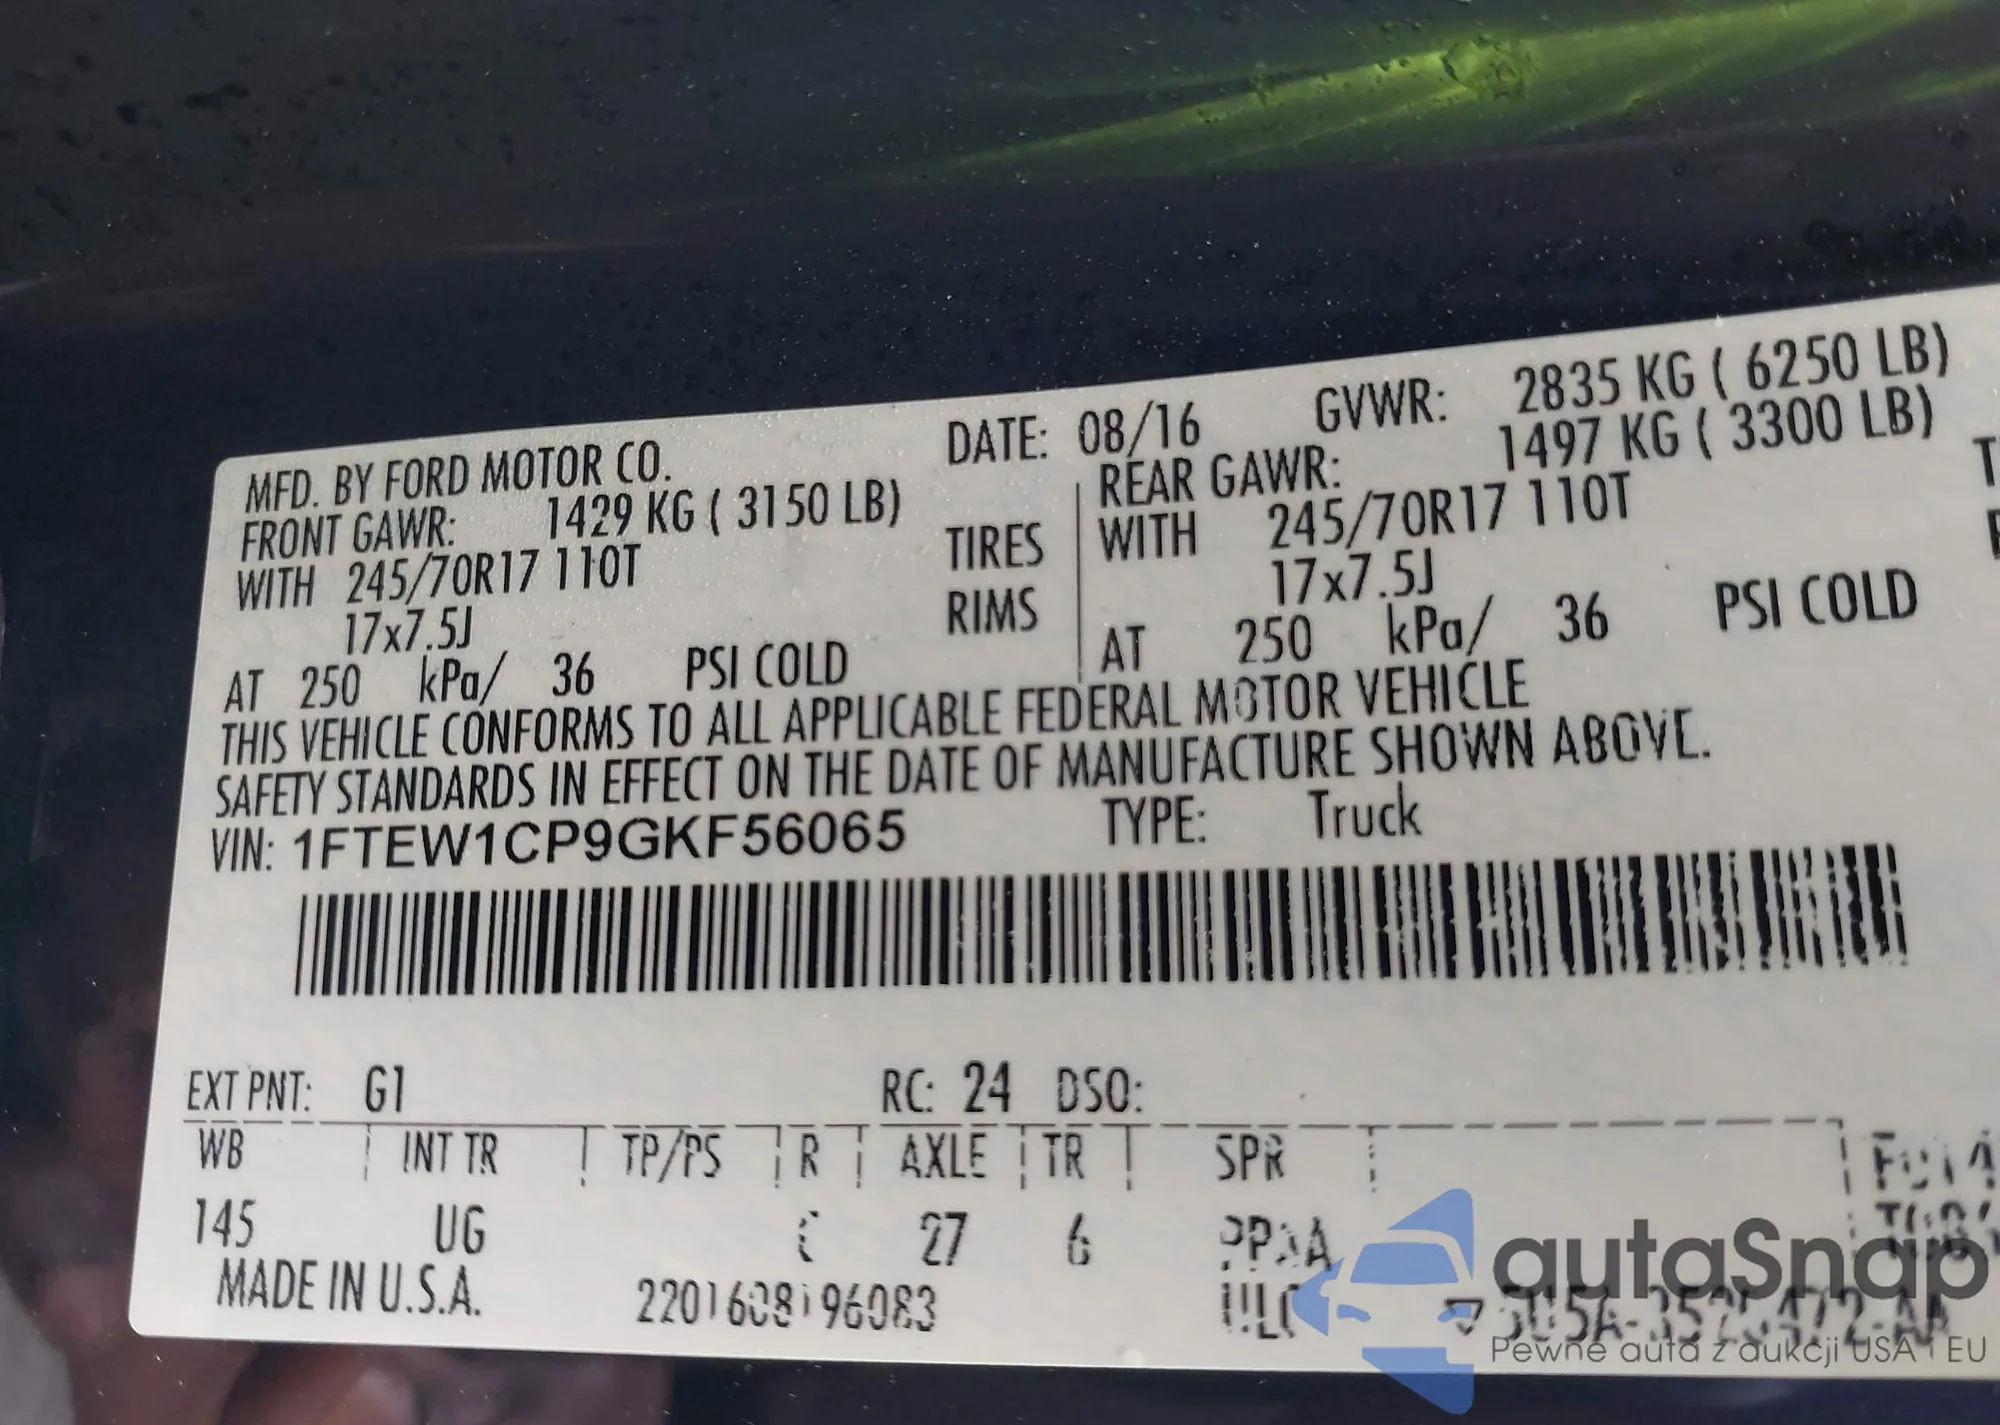 MFD. BY FORD MOTOR CO. DATE: 08/16 GVWR: 2835 KG ( 6250 LB)
FRONT GAWR: 1429 KG ( 3150 LB) REAR GAWR: 1497 KG ( 3300 LB)
WITH 245/70R17 110T TIRES WITH 245/70R17 110T
17x7.5J RIMS 17x7.5J
AT 250 kPa/ 36 PSI COLD AT 250 kPa/ 36 PSI COLD
THIS VEHICLE CONFORMS TO ALL APPLICABLE FEDERAL MOTOR VEHICLE
SAFETY STANDARDS IN EFFECT ON THE DATE OF MANUFACTURE SHOWN ABOVE.
VIN: 1FTEW1CP9GKF56065 TYPE: Truck
EXT PNT: G1 RC: 24 DSO:
WB INT TR TP/PS R AXLE TR SPR
145 UG 27 6
MADE IN U.S.A. 2201608196083
autoSnap
Pewne auta z aukcji USA i EU